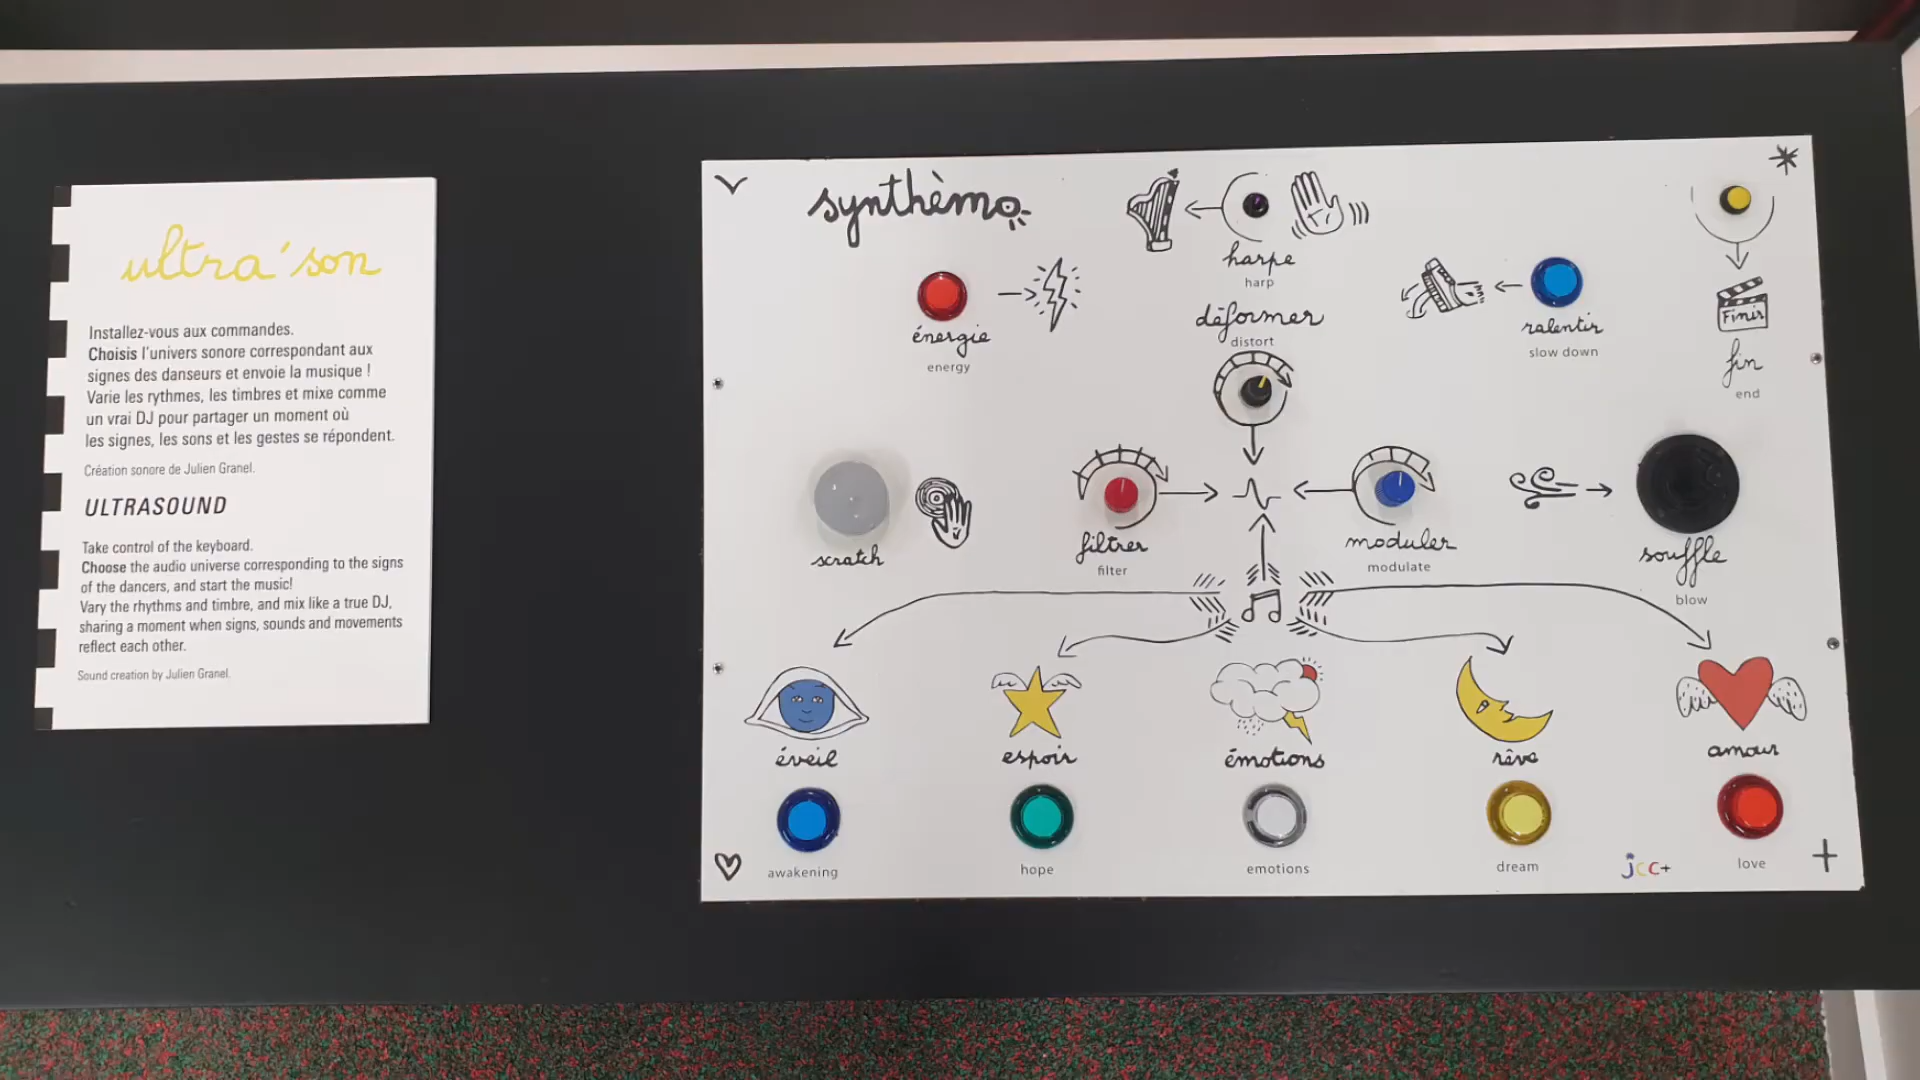 ultra'son
Installez-vous aux commandes.
Choisis l'univers sonore correspondant aux
signes des danseurs et envoie la musique !
Varie les rythmes, les timbres et mixe comme
un vrai DJ pour partager un moment où
les signes, les sons et les gestes se répondent.
Création sonore de Julien Granel.
ULTRASOUND
Take control of the keyboard.
Choose the audio universe corresponding to the signs
of the dancers, and start the music!
Vary the rhythms and timbre, and mix like a true DJ,
sharing a moment when signs, sounds and movements
reflect each other.
Sound creation by Julien Granel.
synthèmo
harpe
harp
énergie
energy
déformer
distort
ralentir
slow down
Finir
fin
end
scratch
filtrer
filter
moduler
modulate
souffle
blow
éveil
awakening
espoir
hope
émotions
emotions
rêve
dream
amour
love
jcc+